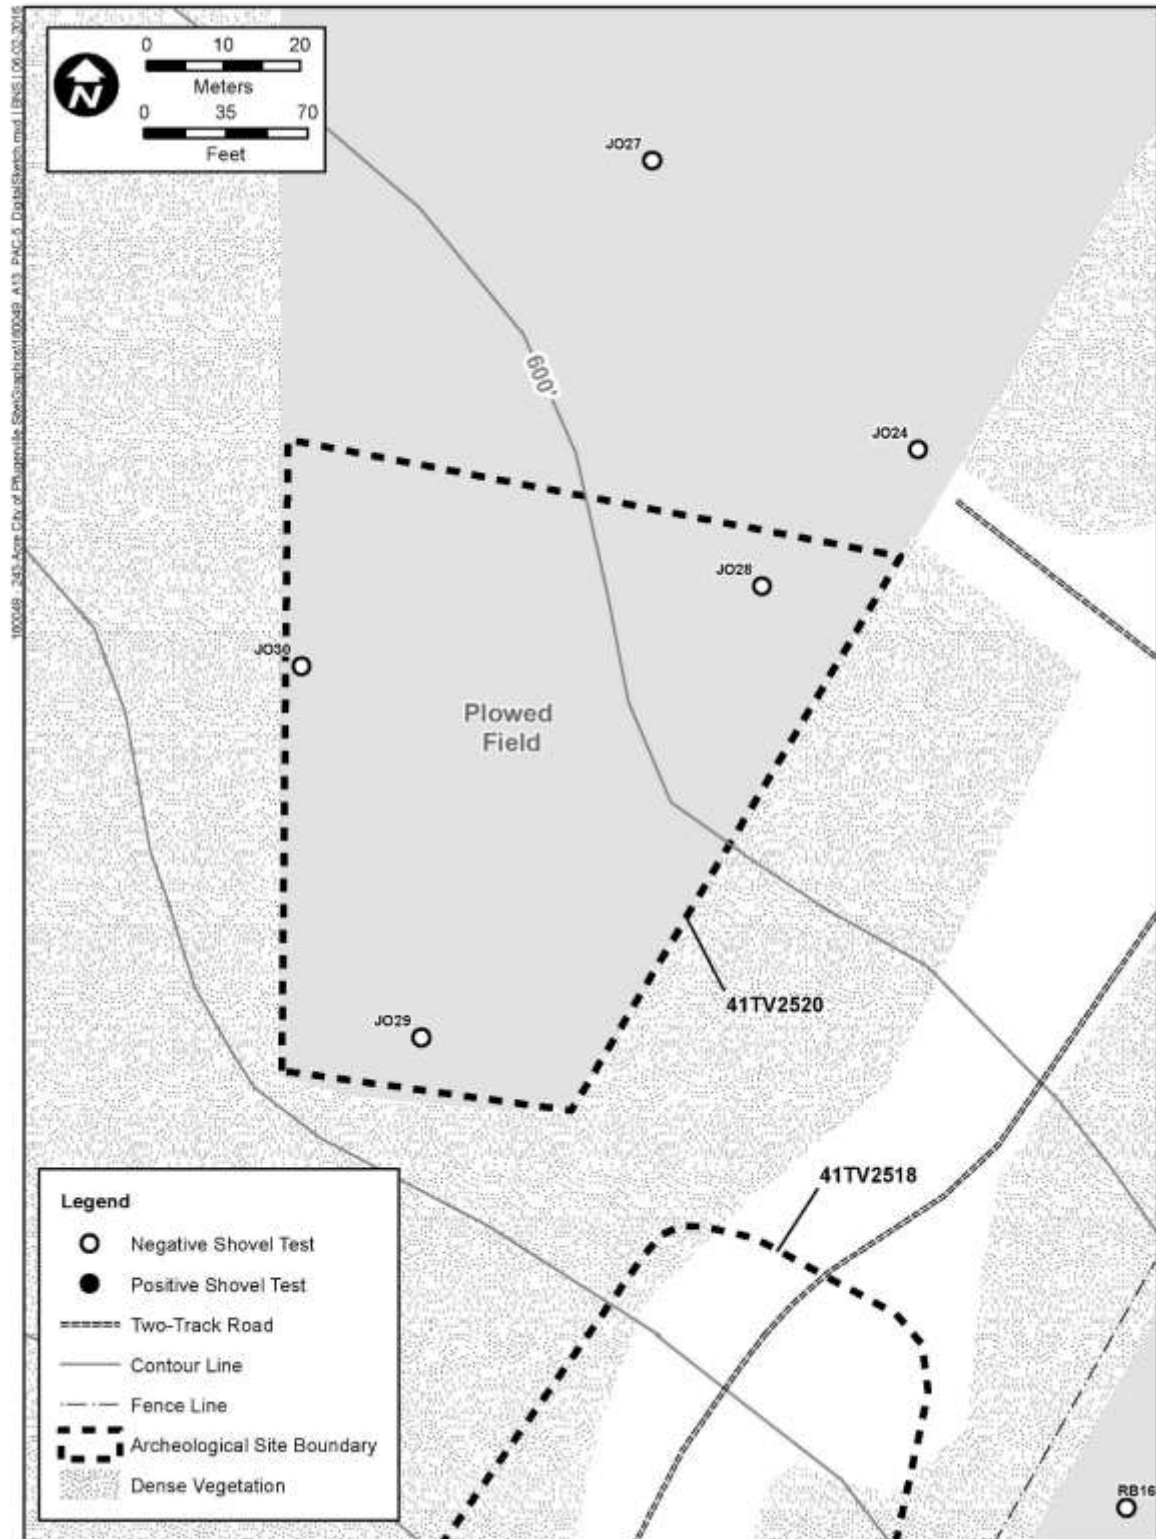 0 10 20
Meters
0 35 70
Feet
N
JO27
600'
JO24
JO28
JO30
Plowed
Field
41TV2520
JO29
41TV2518
Legend
Negative Shovel Test
Positive Shovel Test
Two-Track Road
Contour Line
Fence Line
Archeological Site Boundary
Dense Vegetation
RB16